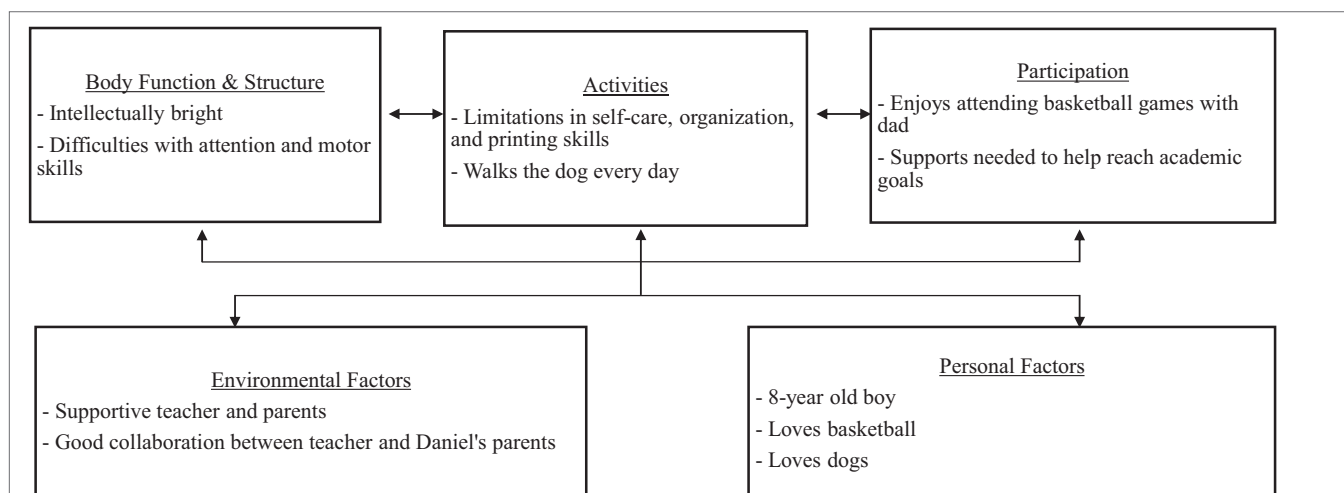 Body Function & Structure
- Intellectually bright
- Difficulties with attention and motor
skills
Activities
- Limitations in self-care, organization,
and printing skills
- Walks the dog every day
Participation
- Enjoys attending basketball games with
dad
- Supports needed to help reach academic
goals
Environmental Factors
- Supportive teacher and parents
- Good collaboration between teacher and Daniel's parents
Personal Factors
- 8-year old boy
- Loves basketball
- Loves dogs